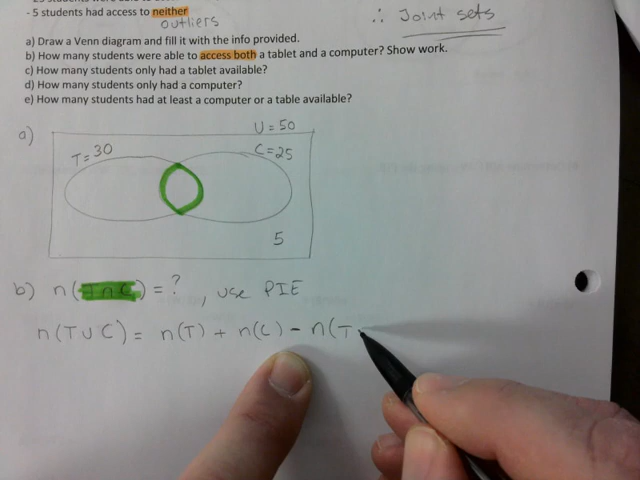 - 5 students had access to neither
outliers
∴ Joint sets
a) Draw a Venn diagram and fill it with the info provided.
b) How many students were able to access both a tablet and a computer? Show work.
c) How many students only had a tablet available?
d) How many students only had a computer?
e) How many students had at least a computer or a table available?
a)
U = 50
T = 30
C = 25
5
b) n(T∩C) = ? , use PIE
n(T∪C) = n(T) + n(C) - n(T